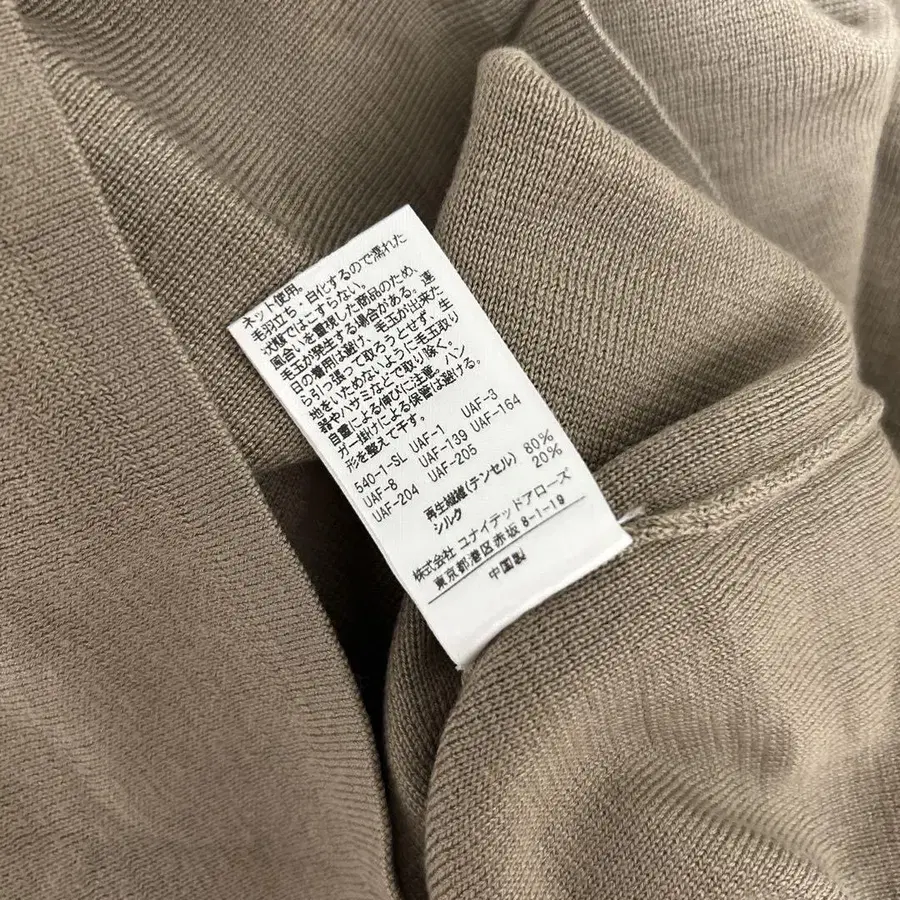 ネット使用。
毛羽立ち・白化するので濡れた
状態ではこすらない。
風合いを重視した商品のため、
毛玉が発生する場合がある。連
日の着用は避け、毛玉が出来た
ら引っ張って取ろうとせず、生
地をいためないように毛玉取り
器やハサミなどで取り除く。
自重による伸びに注意。ハン
ガー掛けによる保管は避ける。
形を整えて干す。
540-1-SL UAF-1 UAF-3
UAF-8 UAF-139 UAF-164
UAF-204 UAF-205
再生繊維(テンセル) 80%
シルク 20%
株式会社 ユナイテッドアローズ
東京都港区赤坂 8-1-19
中国製